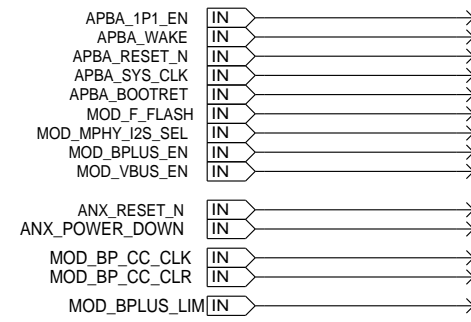 APBA_1P1_EN IN
APBA_WAKE IN
APBA_RESET_N IN
APBA_SYS_CLK IN
APBA_BOOTRET IN
MOD_F_FLASH IN
MOD_MPHY_I2S_SEL IN
MOD_BPLUS_EN IN
MOD_VBUS_EN IN
ANX_RESET_N IN
ANX_POWER_DOWN IN
MOD_BP_CC_CLK IN
MOD_BP_CC_CLR IN
MOD_BPLUS_LIM IN